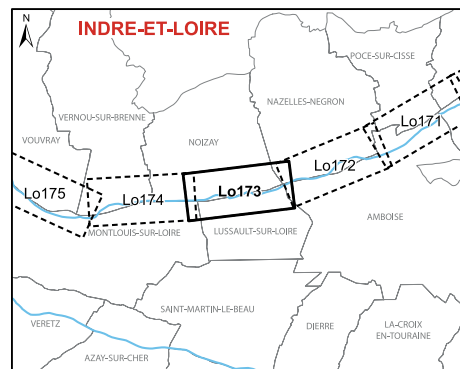 N
INDRE-ET-LOIRE
POCE-SUR-CISSE
NAZELLES-NEGRON
VERNOU-SUR-BRENNE
Lo171
VOUVRAY
NOIZAY
Lo172
Lo175
Lo174
Lo173
AMBOISE
MONTLOUIS-SUR-LOIRE
LUSSAULT-SUR-LOIRE
SAINT-MARTIN-LE-BEAU
VERETZ
DIERRE
LA-CROIX
EN-TOURAINE
AZAY-SUR-CHER